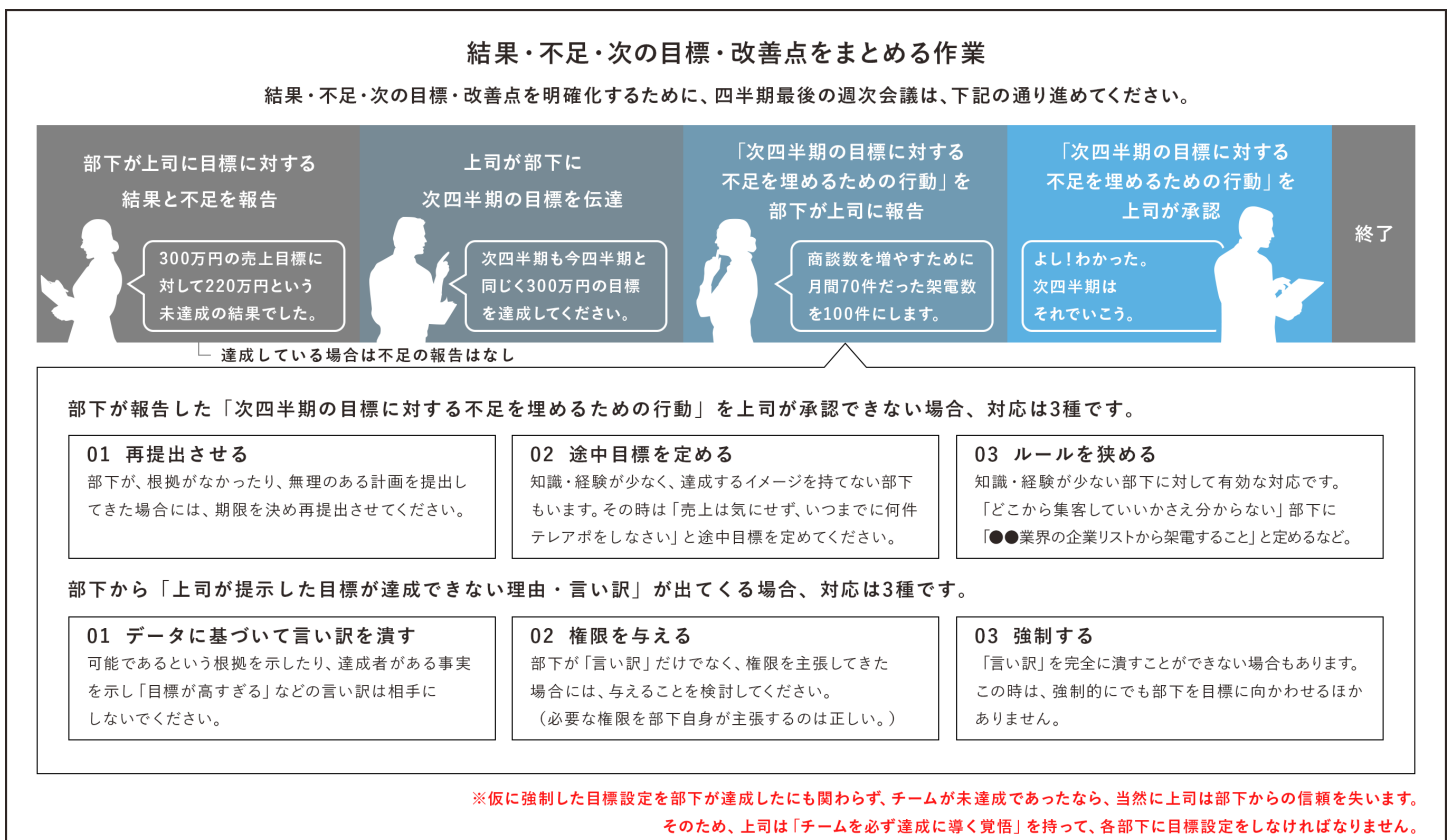 結果・不足・次の目標・改善点をまとめる作業
結果・不足・次の目標・改善点を明確化するために、四半期最後の週次会議は、下記の通り進めてください。
部下が上司に目標に対する
結果と不足を報告
300万円の売上目標に
対して220万円という
未達成の結果でした。
上司が部下に
次四半期の目標を伝達
次四半期も今四半期と
同じく300万円の目標
を達成してください。
「次四半期の目標に対する
不足を埋めるための行動」を
部下が上司に報告
商談数を増やすために
月間70件だった架電数
を100件にします。
「次四半期の目標に対する
不足を埋めるための行動」を
上司が承認
よし!わかった。
次四半期は
それでいこう。
終了
達成している場合は不足の報告はなし
部下が報告した「次四半期の目標に対する不足を埋めるための行動」を上司が承認できない場合、対応は3種です。
01 再提出させる
部下が、根拠がなかったり、無理のある計画を提出し
てきた場合には、期限を決め再提出させてください。
02 途中目標を定める
知識・経験が少なく、達成するイメージを持てない部下
もいます。その時は「売上は気にせず、いつまでに何件
テレアポをしなさい」と途中目標を定めてください。
03 ルールを狭める
知識・経験が少ない部下に対して有効な対応です。
「どこから集客していいかさえ分からない」部下に
「●●業界の企業リストから架電すること」と定めるなど。
部下から「上司が提示した目標が達成できない理由・言い訳」が出てくる場合、対応は3種です。
01 データに基づいて言い訳を潰す
可能であるという根拠を示したり、達成者がある事実
を示し「目標が高すぎる」などの言い訳は相手に
しないでください。
02 権限を与える
部下が「言い訳」だけでなく、権限を主張してきた
場合には、与えることを検討してください。
（必要な権限を部下自身が主張するのは正しい。）
03 強制する
「言い訳」を完全に潰すことができない場合もあります。
この時は、強制的にでも部下を目標に向かわせるほか
ありません。
※仮に強制した目標設定を部下が達成したにも関わらず、チームが未達成であったなら、当然に上司は部下からの信頼を失います。
そのため、上司は「チームを必ず達成に導く覚悟」を持って、各部下に目標設定をしなければなりません。